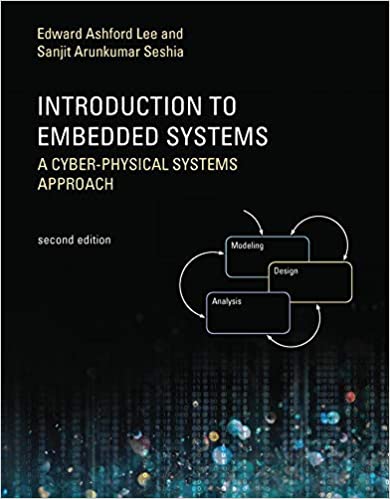 Edward Ashford Lee and
Sanjit Arunkumar Seshia
INTRODUCTION TO
EMBEDDED SYSTEMS
A CYBER-PHYSICAL SYSTEMS
APPROACH
second edition
Modeling
Design
Analysis